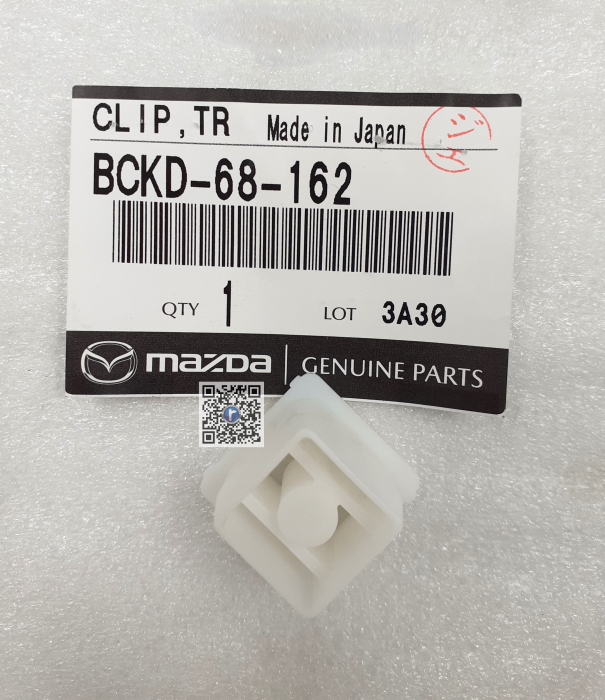 CLIP,TR Made in Japan
BCKD-68-162
QTY 1 LOT 3A30
mazda GENUINE PARTS